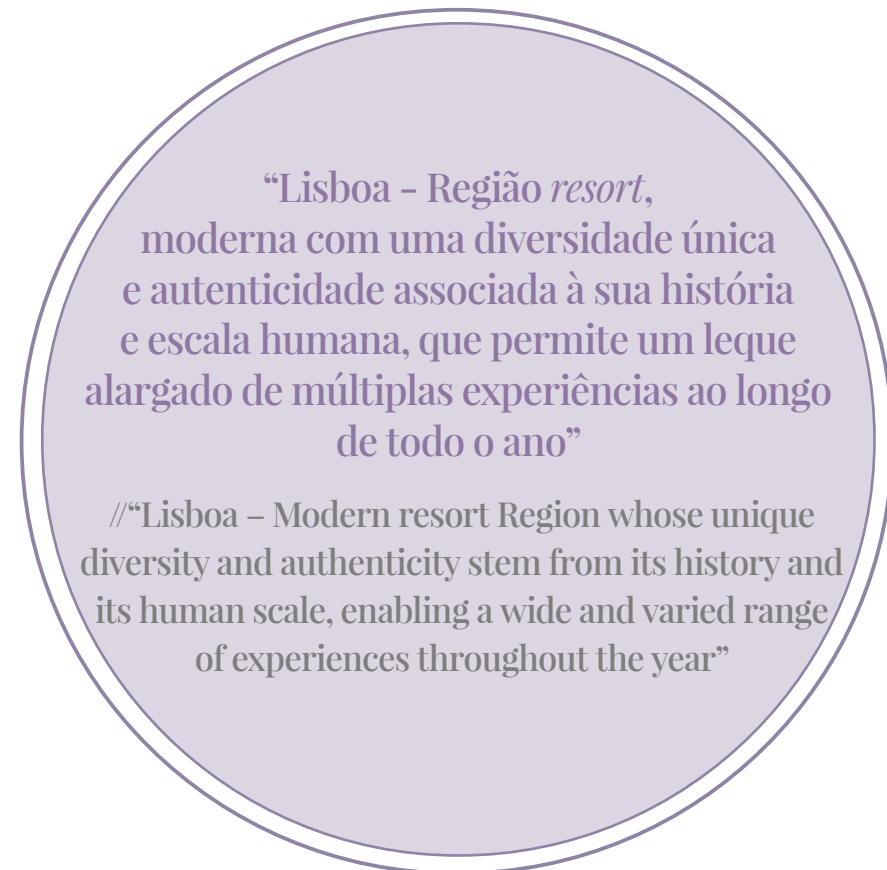 “Lisboa - Região resort,
moderna com uma diversidade única
e autenticidade associada à sua história
e escala humana, que permite um leque
alargado de múltiplas experiências ao longo
de todo o ano”
//“Lisboa – Modern resort Region whose unique
diversity and authenticity stem from its history and
its human scale, enabling a wide and varied range
of experiences throughout the year”